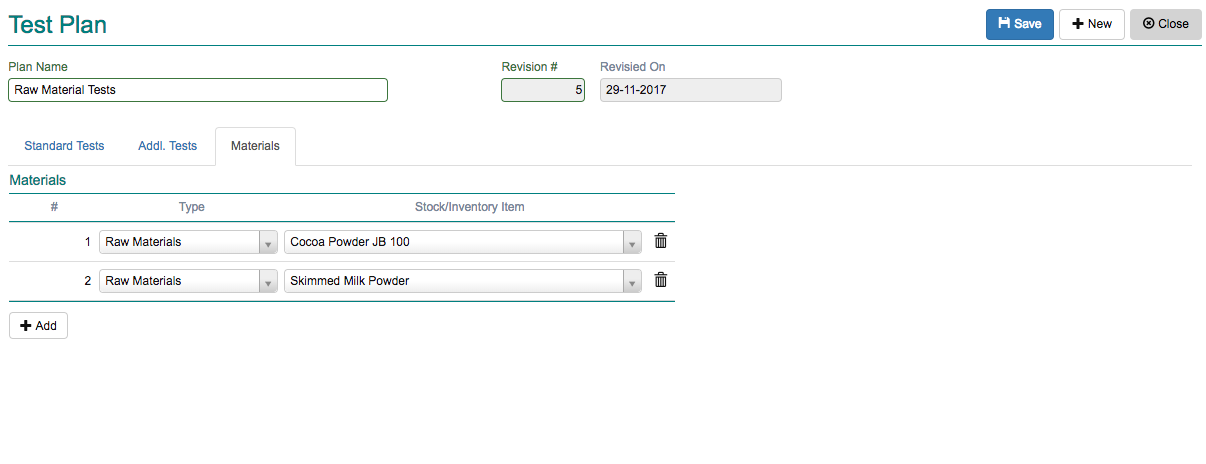 Test Plan
Save
New
Close
Plan Name
Revision #
Revisied On
Raw Material Tests
5
29-11-2017
Standard Tests
Addl. Tests
Materials
Materials
# Type Stock/Inventory Item
1 Raw Materials Cocoa Powder JB 100
2 Raw Materials Skimmed Milk Powder
Add